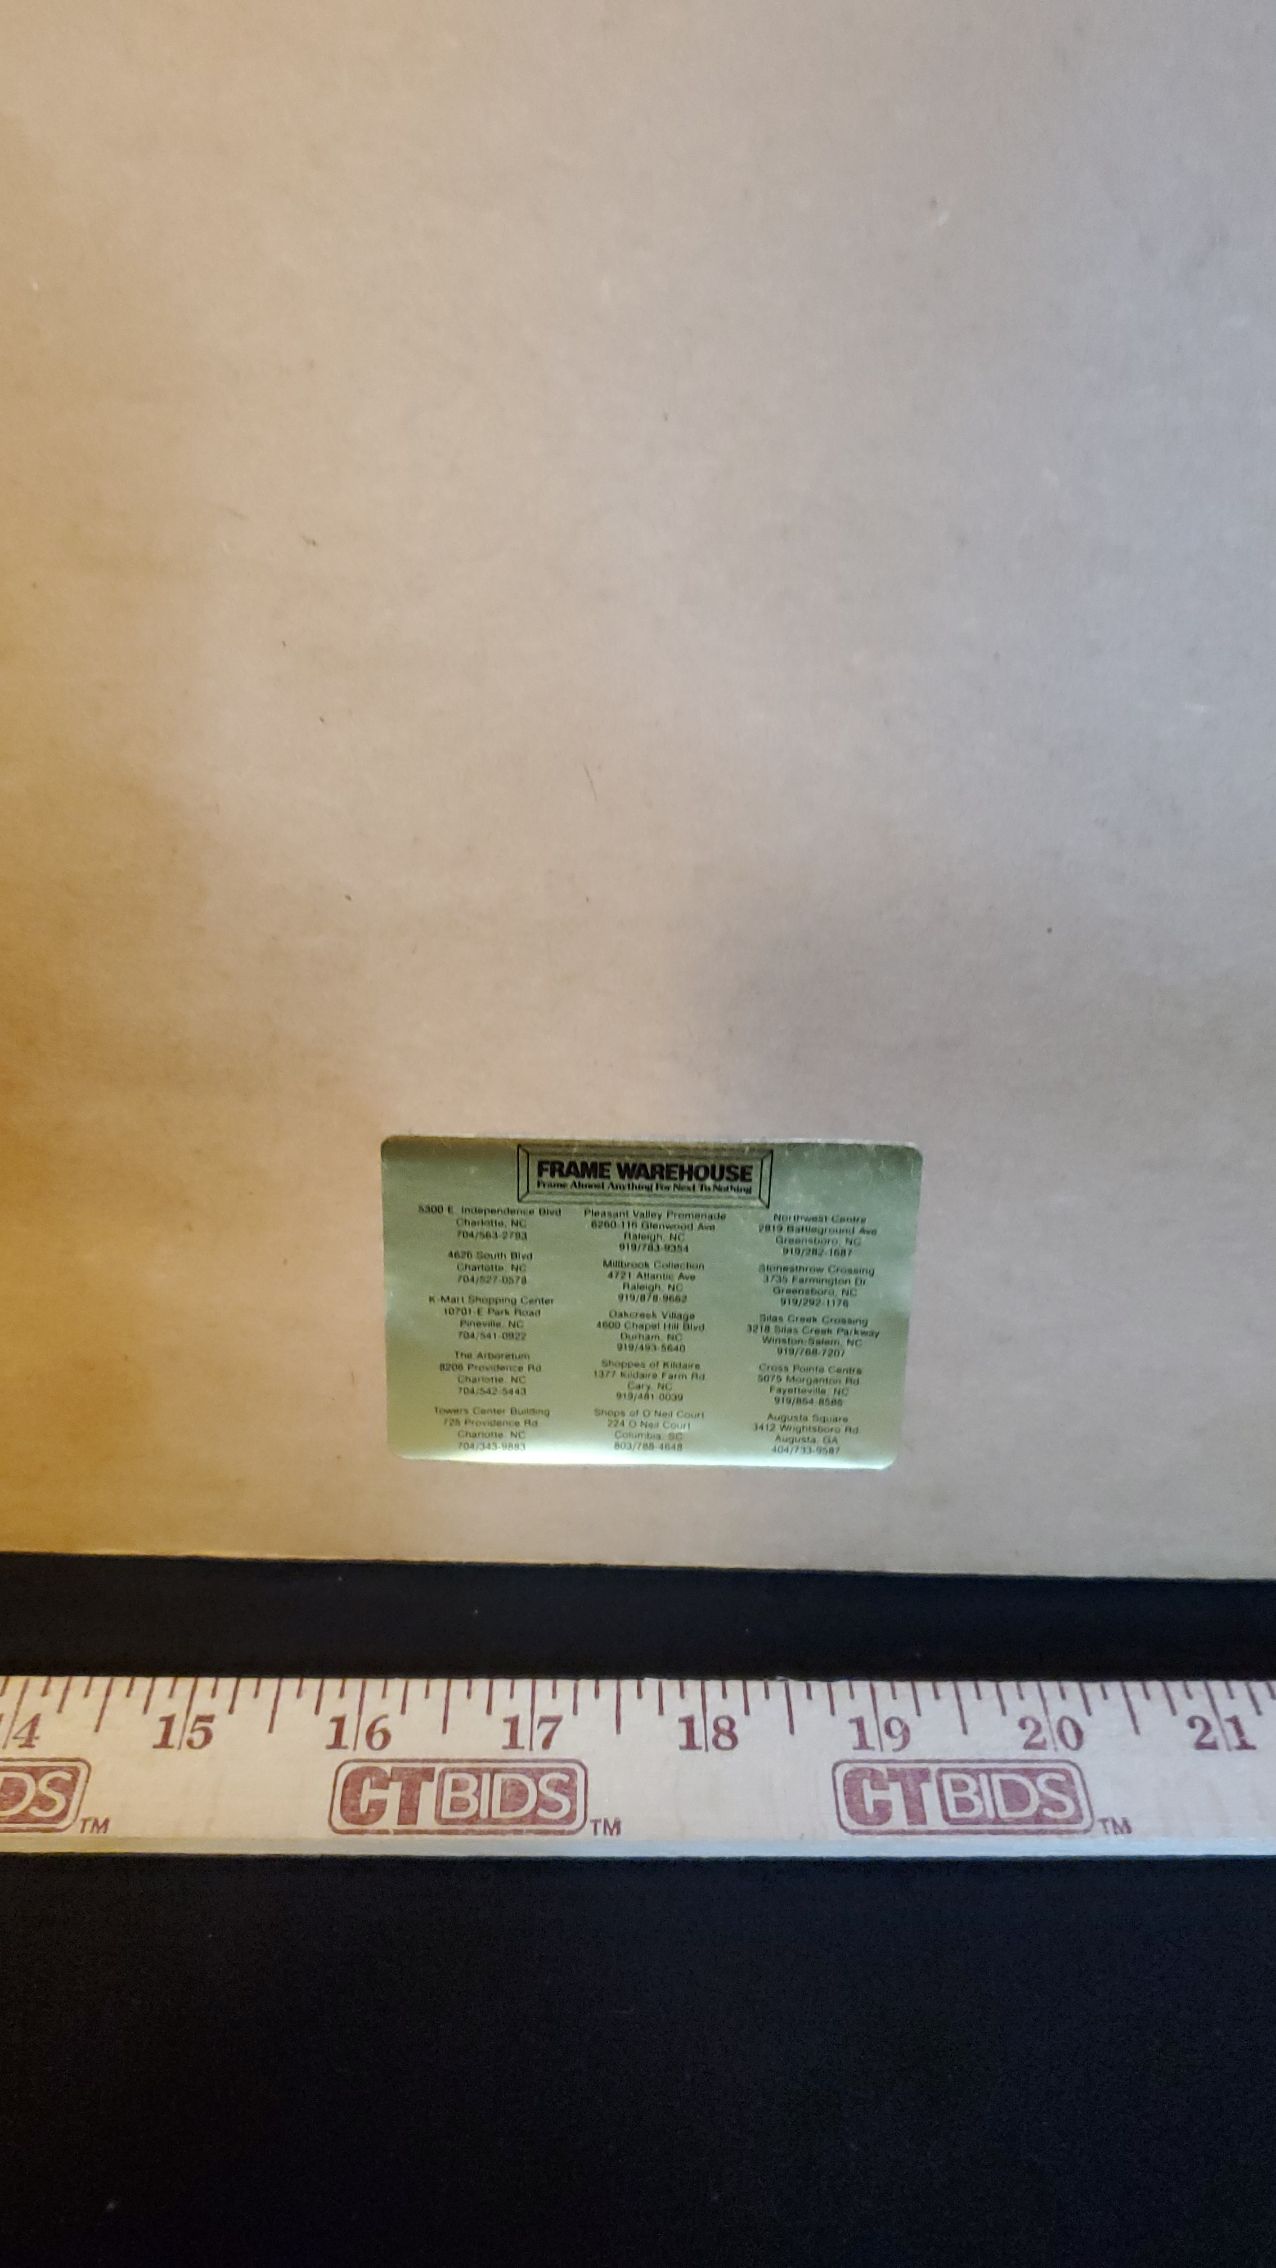 FRAME WAREHOUSE
Frame Almost Anything For Next To Nothing
5300 E. Independence Blvd
Charlotte, NC
704/563-2793
4626 South Blvd
Charlotte, NC
704/527-0578
K-Mart Shopping Center
10701-E Park Road
Pineville, NC
704/541-0922
The Arboretum
8206 Providence Rd
Charlotte, NC
704/542-5443
Towers Center Building
725 Providence Rd
Charlotte, NC
704/343-9893
Pleasant Valley Promenade
6260-116 Glenwood Ave
Raleigh, NC
919/783-9354
Millbrook Collection
4721 Atlantic Ave
Raleigh, NC
919/878-9662
Oakcreek Village
4600 Chapel Hill Blvd
Durham, NC
919/493-5640
Shoppes of Kildaire
1377 Kildaire Farm Rd
Cary, NC
919/481-0039
Shops of O'Neil Court
224 O'Neil Court
Columbia, SC
803/788-4648
Northwest Centre
2819 Battleground Ave
Greensboro, NC
919/282-1687
Stonesthrow Crossing
3735 Farmington Dr
Greensboro, NC
919/292-1176
Silas Creek Crossing
3218 Silas Creek Parkway
Winston-Salem, NC
919/768-7207
Cross Pointe Centre
5075 Morganton Rd
Fayetteville, NC
919/864-8586
Augusta Square
3412 Wrightsboro Rd
Augusta, GA
404/733-9587
14 15 16 17 18 19 20 21
DS TM CTBIDS TM CTBIDS TM